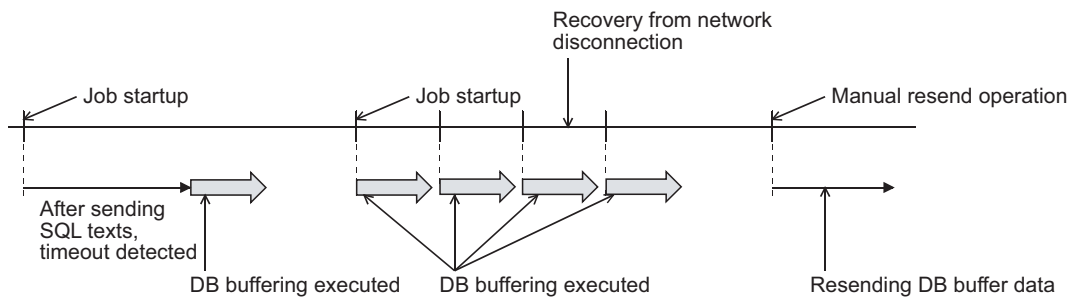 Recovery from network
disconnection
Job startup
Job startup
Manual resend operation
After sending
SQL texts,
timeout detected
DB buffering executed
DB buffering executed
Resending DB buffer data